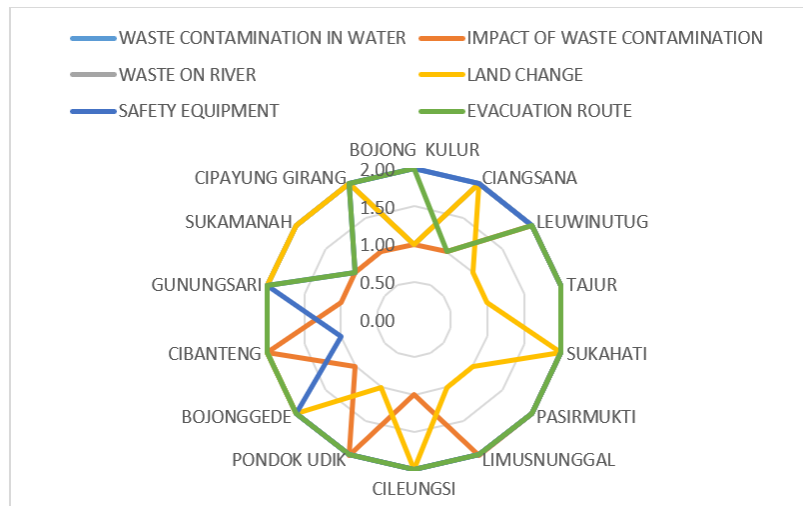 WASTE CONTAMINATION IN WATER
IMPACT OF WASTE CONTAMINATION
WASTE ON RIVER
LAND CHANGE
SAFETY EQUIPMENT
EVACUATION ROUTE
BOJONG KULUR
CIPAYUNG GIRANG
2.00
CIANGSANA
SUKAMANAH
1.50
LEUWINUTUG
1.00
GUNUNGSARI
0.50
TAJUR
0.00
CIBANTENG
SUKAHATI
BOJONGGEDE
PASIRMUKTI
PONDOK UDIK
LIMUSNUNGGAL
CILEUNGSI